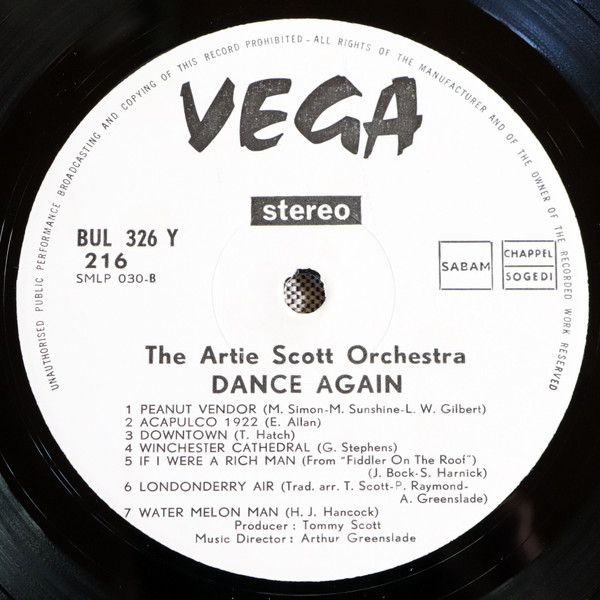 UNAUTHORISED PUBLIC PERFORMANCE BROADCASTING AND COPYING OF THIS RECORD PROHIBITED – ALL RIGHTS OF THE MANUFACTURER AND OF THE OWNER OF THE RECORDED WORK RESERVED
VEGA
stereo
BUL 326 Y
216
SMLP 030-B
SABAM
CHAPPEL
SOGEDI
The Artie Scott Orchestra
DANCE AGAIN
1 PEANUT VENDOR (M. Simon-M. Sunshine-L. W. Gilbert)
2 ACAPULCO 1922 (E. Allan)
3 DOWNTOWN (T. Hatch)
4 WINCHESTER CATHEDRAL (G. Stephens)
5 IF I WERE A RICH MAN (From "Fiddler On The Roof")
(J. Bock-S. Harnick)
6 LONDONDERRY AIR (Trad. arr. T. Scott-P. Raymond-
A. Greenslade)
7 WATER MELON MAN (H. J. Hancock)
Producer : Tommy Scott
Music Director : Arthur Greenslade